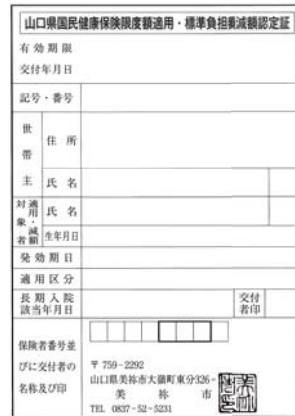 山口県国民健康保険限度額適用・標準負担額減額認定証
有効期限
交付年月日
記号・番号
世帯主
住所
氏名
適用・減額対象者
氏名
生年月日
発効期日
適用区分
長期入院
該当年月日
交付
者印
保険者番号並
びに交付者の
名称及び印
〒759-2292
山口県美祢市大嶺町東分326-
美祢市
TEL 0837-52-5231